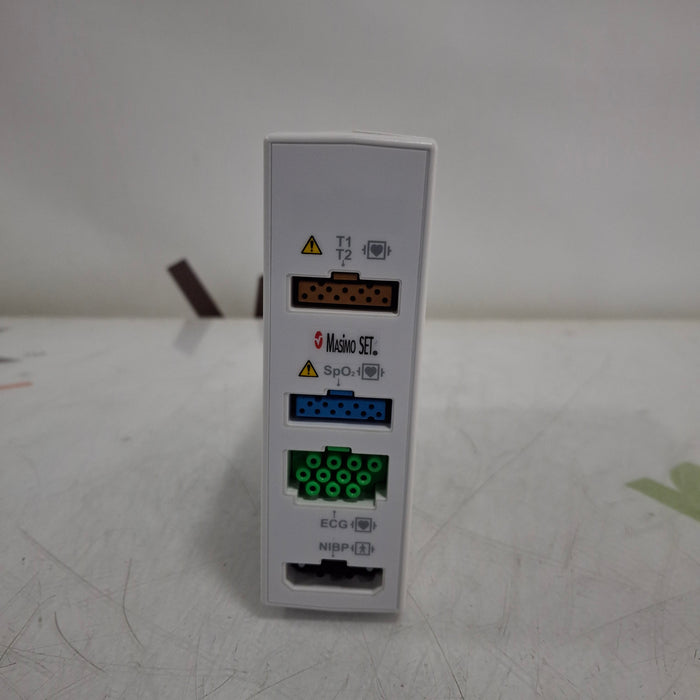 T1
T2
Masimo SET®
SpO₂
ECG
NIBP